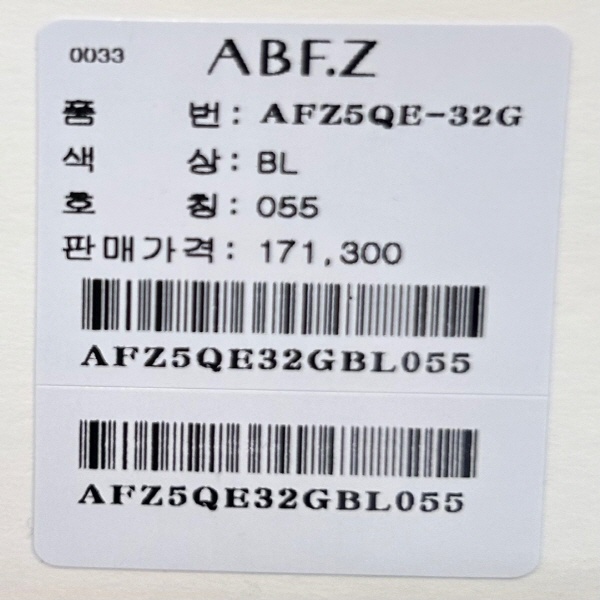 0033 ABF.Z
품 번: AFZ5QE-32G
색 상: BL
호 칭: 055
판매가격: 171,300
AFZ5QE32GBL055
AFZ5QE32GBL055